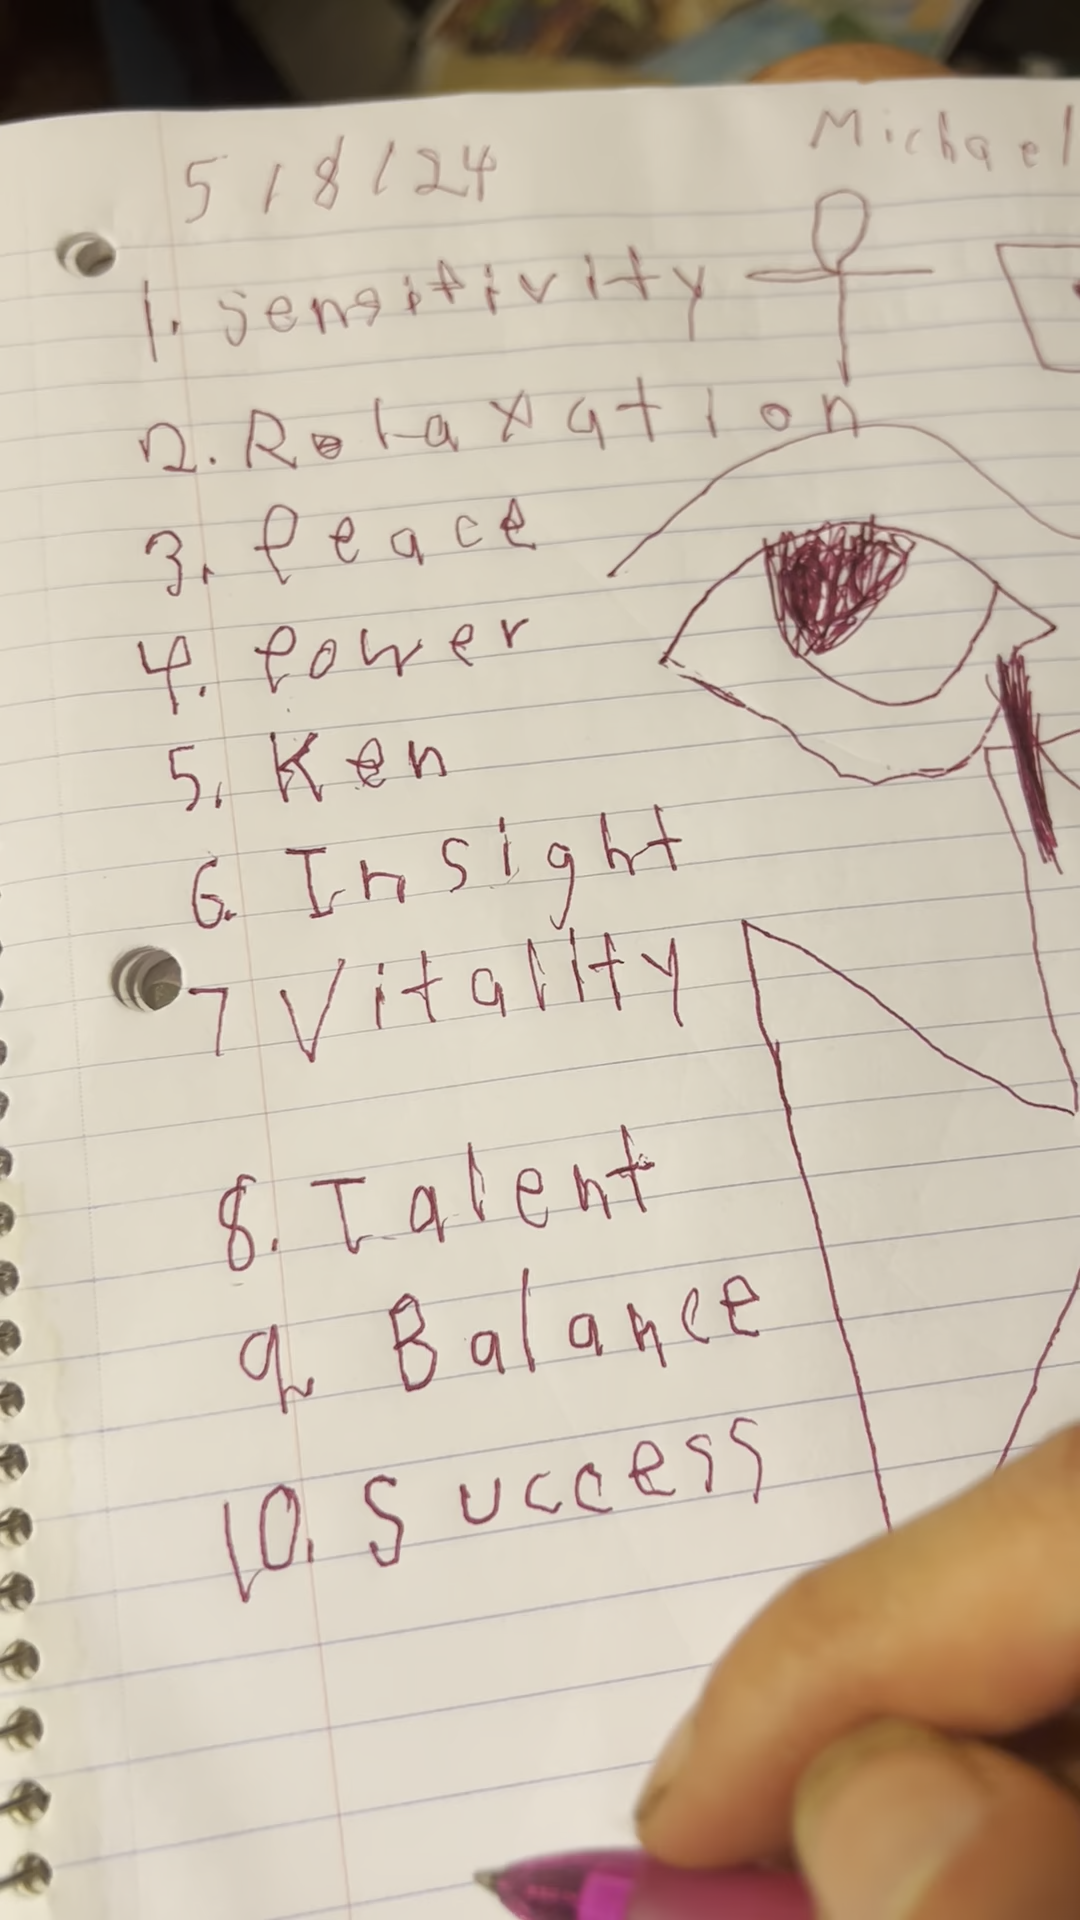 5/8/24
Michael
1. Sensitivity
2. Relaxation
3. Peace
4. Power
5. Ken
6. Insight
7 Vitality
8. Talent
9. Balance
10. Success